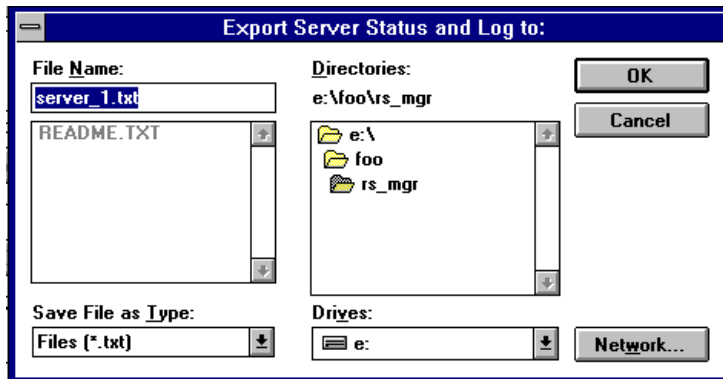 Export Server Status and Log to:
File Name:
server_1.txt
README.TXT
Save File as Type:
Files (*.txt)
Directories:
e:\foo\rs_mgr
e:\
foo
rs_mgr
Drives:
e:
OK
Cancel
Network...